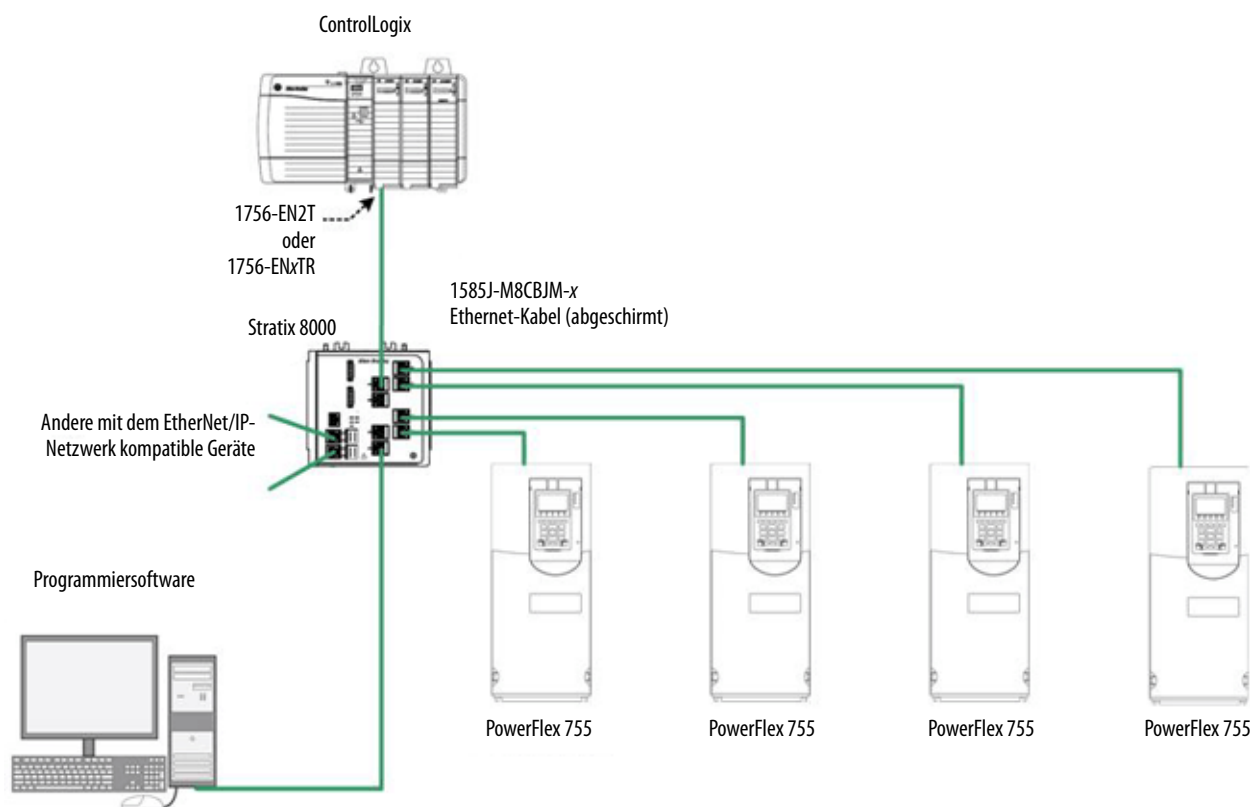 ControlLogix
1756-EN2T
oder
1756-ENxTR
1585J-M8CBJM-x
Ethernet-Kabel (abgeschirmt)
Stratix 8000
Andere mit dem EtherNet/IP-
Netzwerk kompatible Geräte
Programmiersoftware
PowerFlex 755
PowerFlex 755
PowerFlex 755
PowerFlex 755